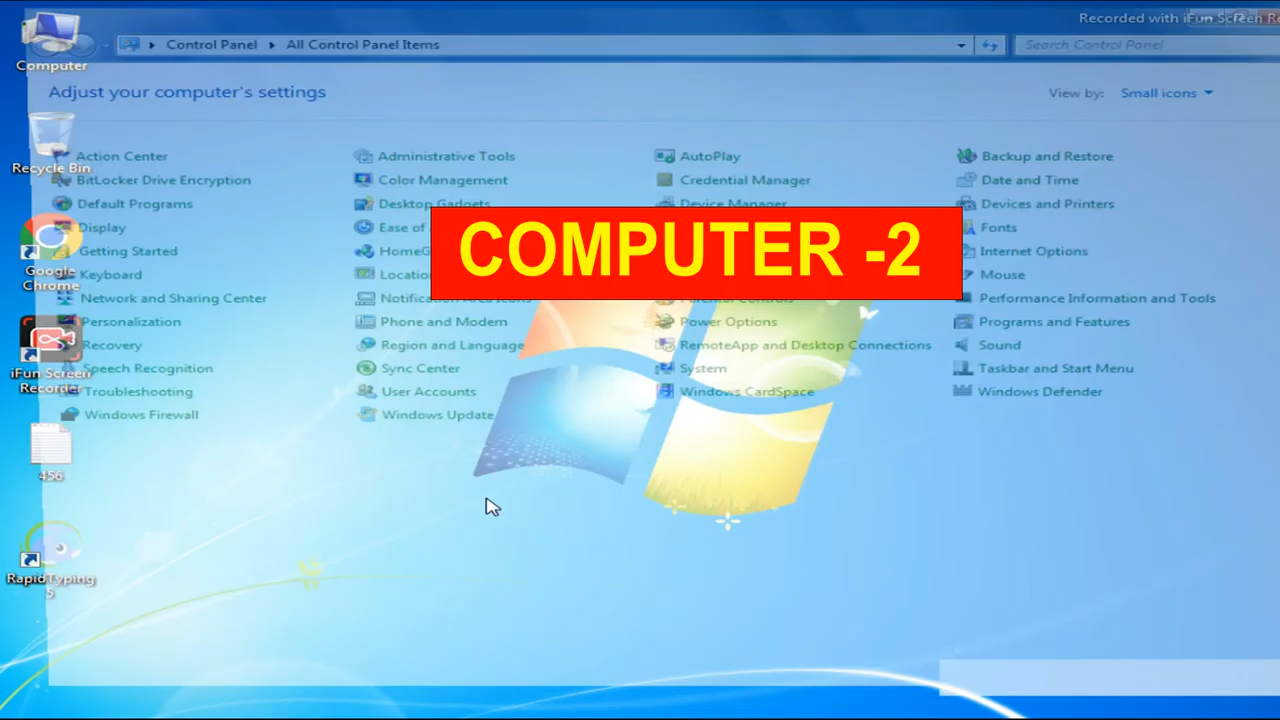 Recorded with iFun Screen Re
Computer
Control Panel
All Control Panel Items
Search Control Panel
Adjust your computer's settings
View by: Small icons
Recycle Bin
Action Center
Administrative Tools
AutoPlay
Backup and Restore
BitLocker Drive Encryption
Color Management
Credential Manager
Date and Time
Default Programs
Desktop Gadgets
Device Manager
Devices and Printers
Display
Ease of
Fonts
COMPUTER -2
Getting Started
HomeG
Internet Options
Google
Chrome
Keyboard
Locatio
Mouse
Network and Sharing Center
Notification Area Icons
Parental Controls
Performance Information and Tools
Personalization
Phone and Modem
Power Options
Programs and Features
Recovery
Region and Language
RemoteApp and Desktop Connections
Sound
iFun Screen
Recorder
Speech Recognition
Sync Center
System
Taskbar and Start Menu
Troubleshooting
User Accounts
Windows CardSpace
Windows Defender
Windows Firewall
Windows Update
456
RapidTyping
5